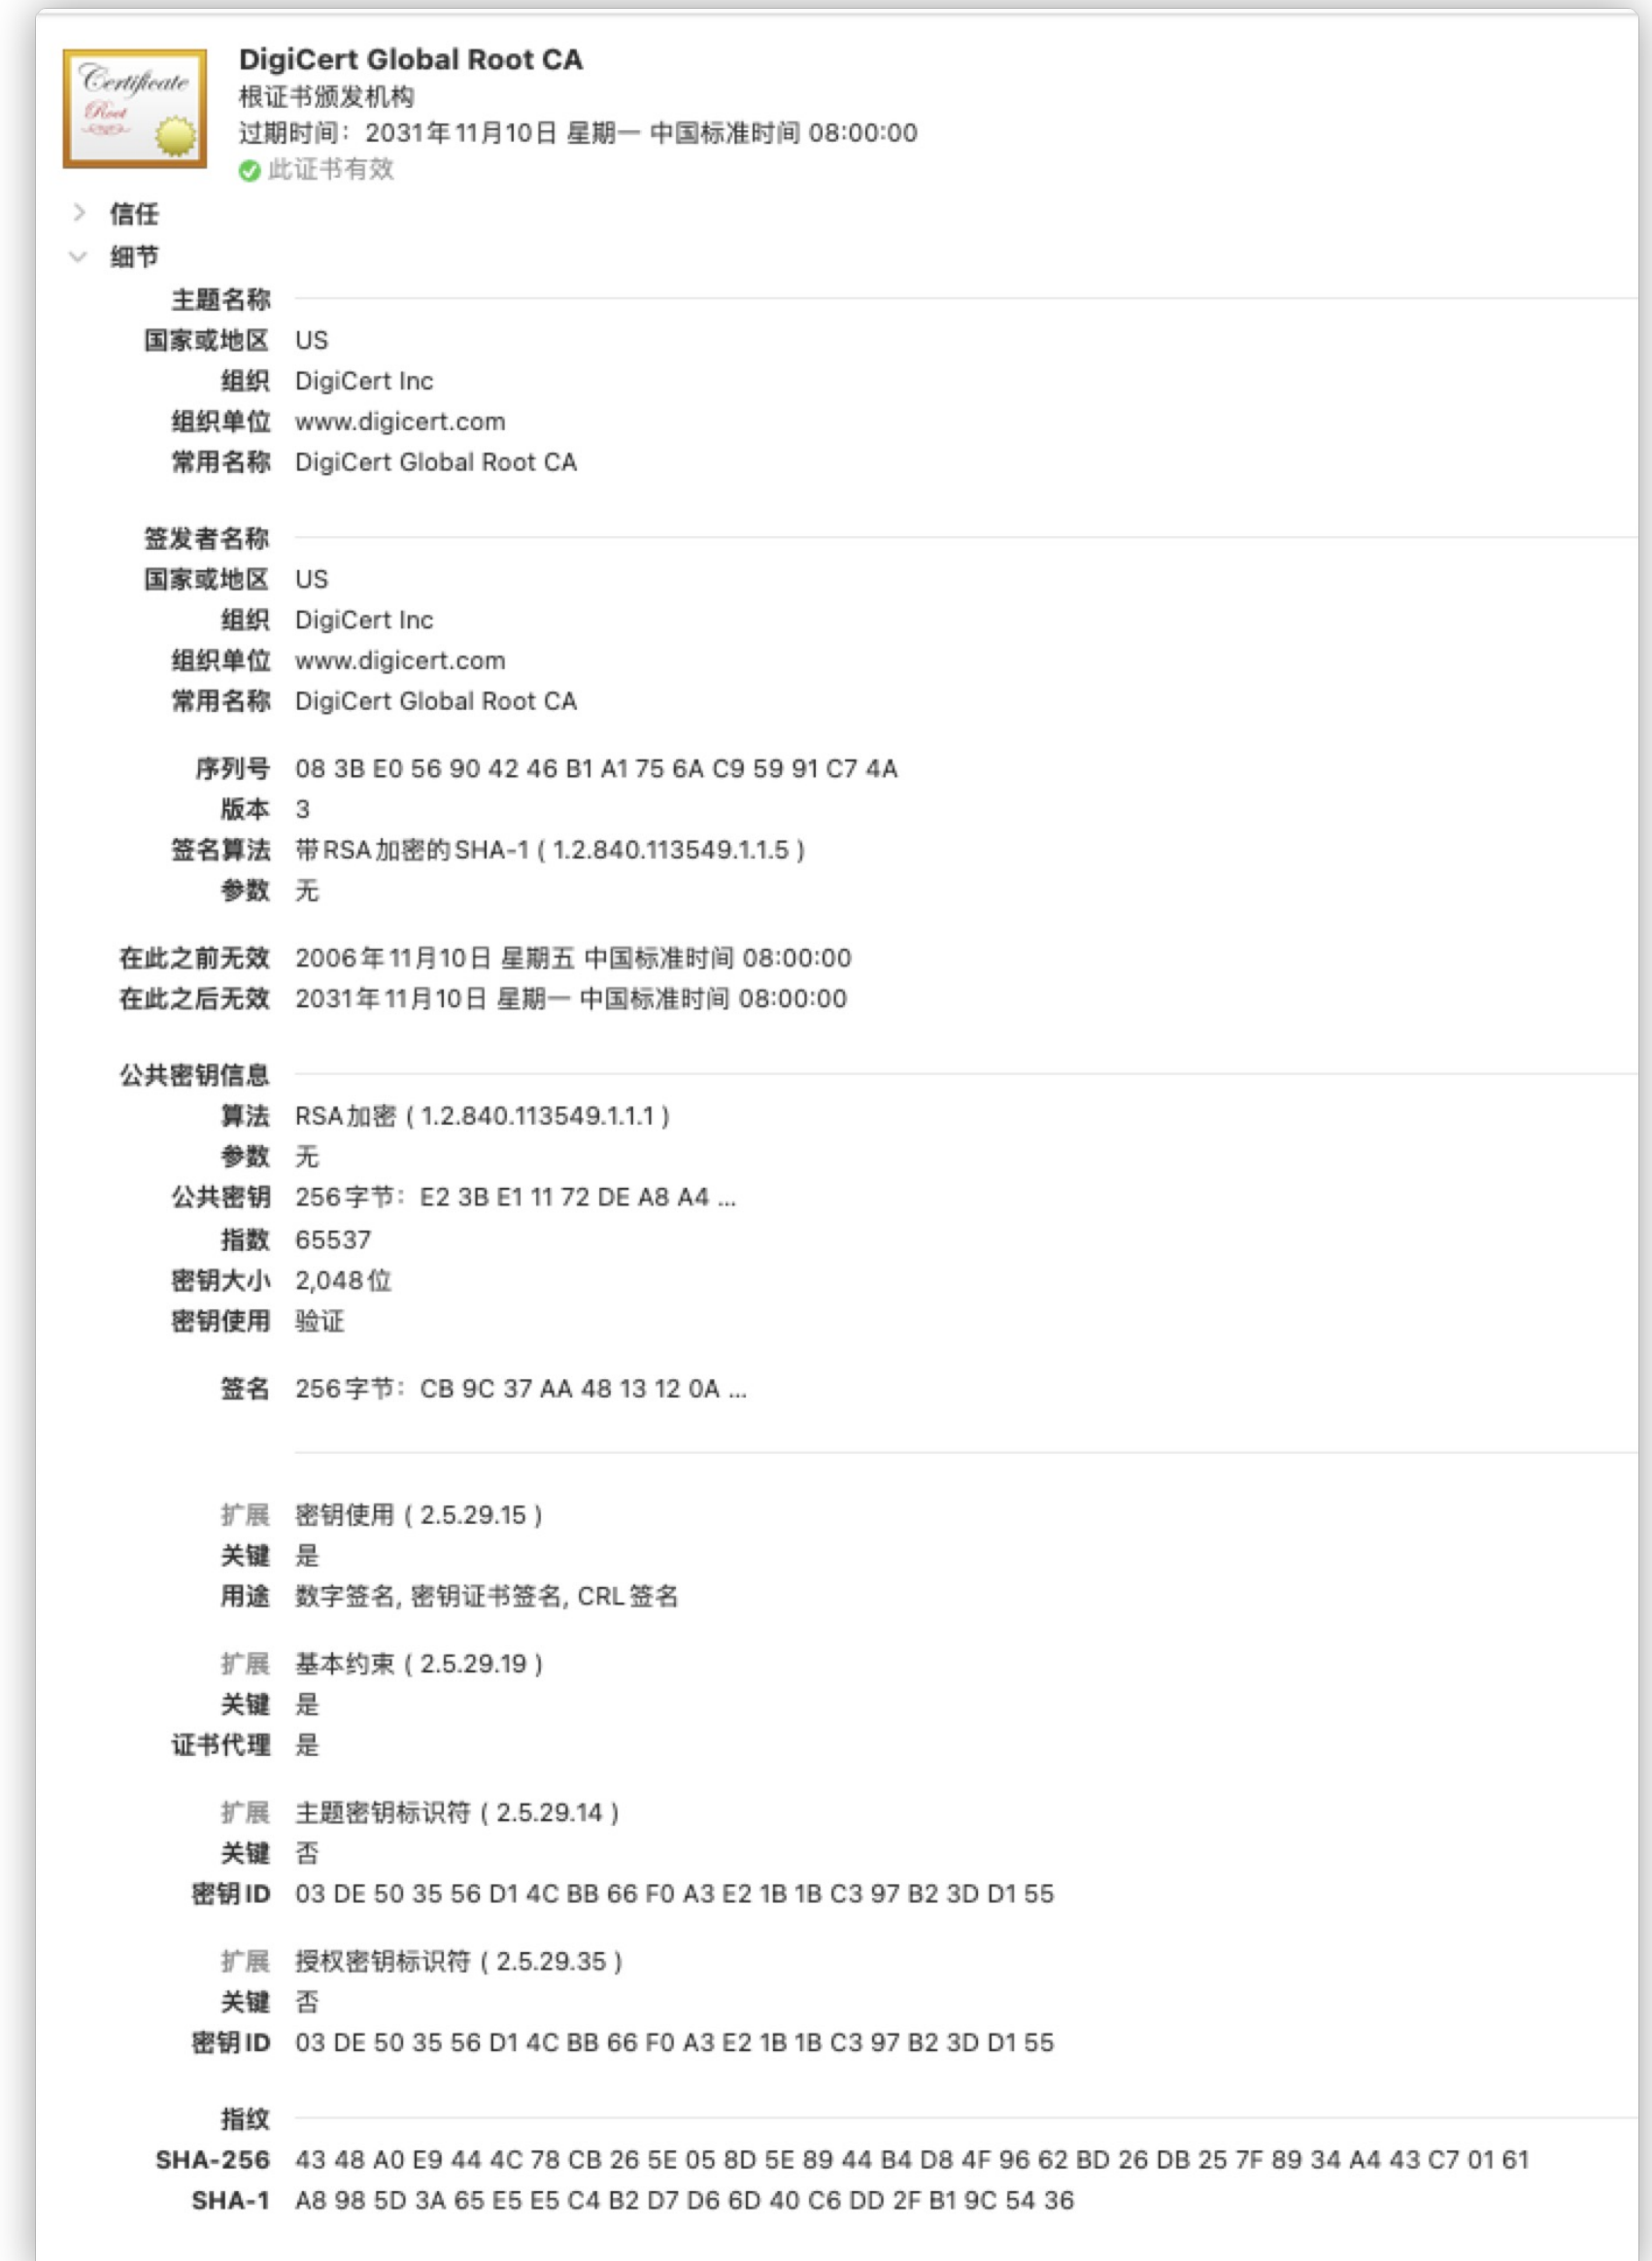 Certificate
Root
DigiCert Global Root CA
根证书颁发机构
过期时间：2031年11月10日 星期一 中国标准时间 08:00:00
此证书有效
信任
细节
主题名称
国家或地区 US
组织 DigiCert Inc
组织单位 www.digicert.com
常用名称 DigiCert Global Root CA
签发者名称
国家或地区 US
组织 DigiCert Inc
组织单位 www.digicert.com
常用名称 DigiCert Global Root CA
序列号 08 3B E0 56 90 42 46 B1 A1 75 6A C9 59 91 C7 4A
版本 3
签名算法 带RSA加密的SHA-1 ( 1.2.840.113549.1.1.5 )
参数 无
在此之前无效 2006年11月10日 星期五 中国标准时间 08:00:00
在此之后无效 2031年11月10日 星期一 中国标准时间 08:00:00
公共密钥信息
算法 RSA加密 ( 1.2.840.113549.1.1.1 )
参数 无
公共密钥 256字节：E2 3B E1 11 72 DE A8 A4 ...
指数 65537
密钥大小 2,048位
密钥使用 验证
签名 256字节：CB 9C 37 AA 48 13 12 0A ...
扩展 密钥使用 ( 2.5.29.15 )
关键 是
用途 数字签名, 密钥证书签名, CRL签名
扩展 基本约束 ( 2.5.29.19 )
关键 是
证书代理 是
扩展 主题密钥标识符 ( 2.5.29.14 )
关键 否
密钥ID 03 DE 50 35 56 D1 4C BB 66 F0 A3 E2 1B 1B C3 97 B2 3D D1 55
扩展 授权密钥标识符 ( 2.5.29.35 )
关键 否
密钥ID 03 DE 50 35 56 D1 4C BB 66 F0 A3 E2 1B 1B C3 97 B2 3D D1 55
指纹
SHA-256 43 48 A0 E9 44 4C 78 CB 26 5E 05 8D 5E 89 44 B4 D8 4F 96 62 BD 26 DB 25 7F 89 34 A4 43 C7 01 61
SHA-1 A8 98 5D 3A 65 E5 E5 C4 B2 D7 D6 6D 40 C6 DD 2F B1 9C 54 36